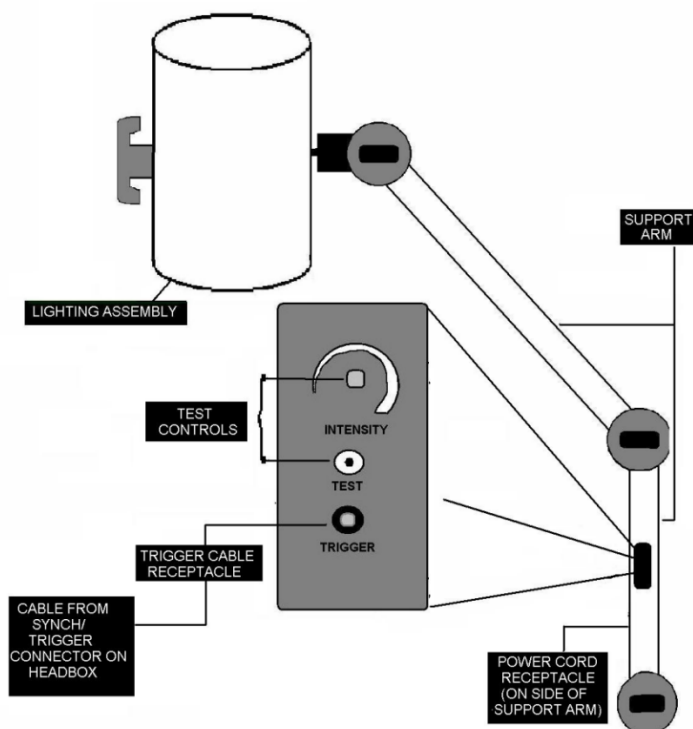 SUPPORT
ARM
LIGHTING ASSEMBLY
TEST
CONTROLS
INTENSITY
TEST
TRIGGER
TRIGGER CABLE
RECEPTACLE
CABLE FROM
SYNCH/
TRIGGER
CONNECTOR ON
HEADBOX
POWER CORD
RECEPTACLE
(ON SIDE OF
SUPPORT ARM)